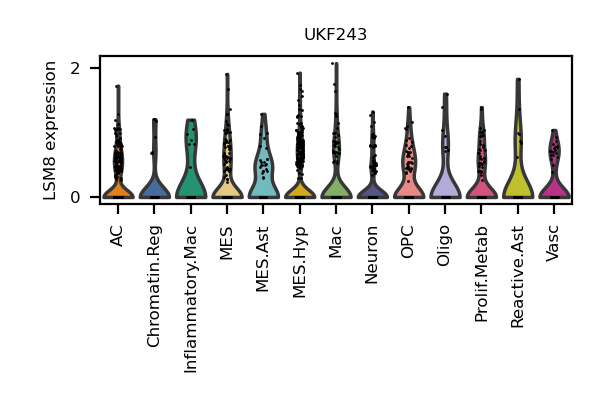 UKF243
LSM8 expression
2
0
AC
Chromatin.Reg
Inflammatory.Mac
MES
MES.Ast
MES.Hyp
Mac
Neuron
OPC
Oligo
Prolif.Metab
Reactive.Ast
Vasc